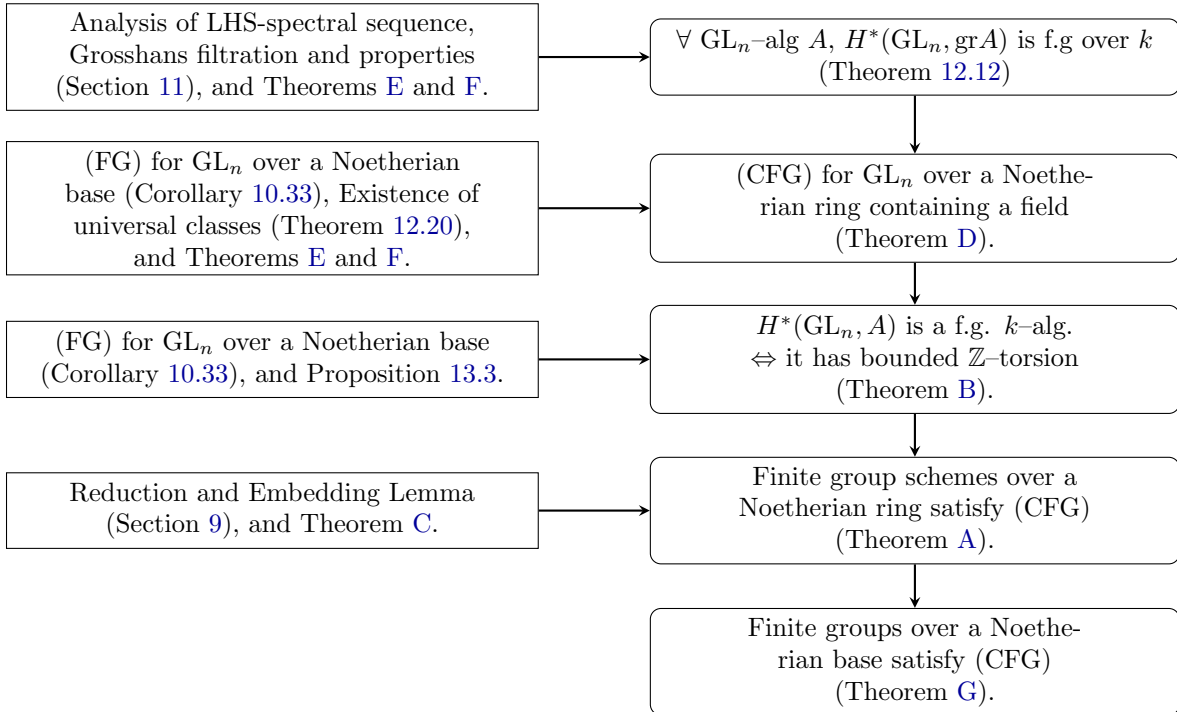 Analysis of LHS-spectral sequence,
Grosshans filtration and properties
(Section 11), and Theorems E and F.
∀ GLₙ–alg A, H*(GLₙ, grA) is f.g over k
(Theorem 12.12)
(FG) for GLₙ over a Noetherian
base (Corollary 10.33), Existence of
universal classes (Theorem 12.20),
and Theorems E and F.
(CFG) for GLₙ over a Noethe-
rian ring containing a field
(Theorem D).
(FG) for GLₙ over a Noetherian base
(Corollary 10.33), and Proposition 13.3.
H*(GLₙ, A) is a f.g. k–alg.
⇔ it has bounded ℤ–torsion
(Theorem B).
Reduction and Embedding Lemma
(Section 9), and Theorem C.
Finite group schemes over a
Noetherian ring satisfy (CFG)
(Theorem A).
Finite groups over a Noethe-
rian base satisfy (CFG)
(Theorem G).